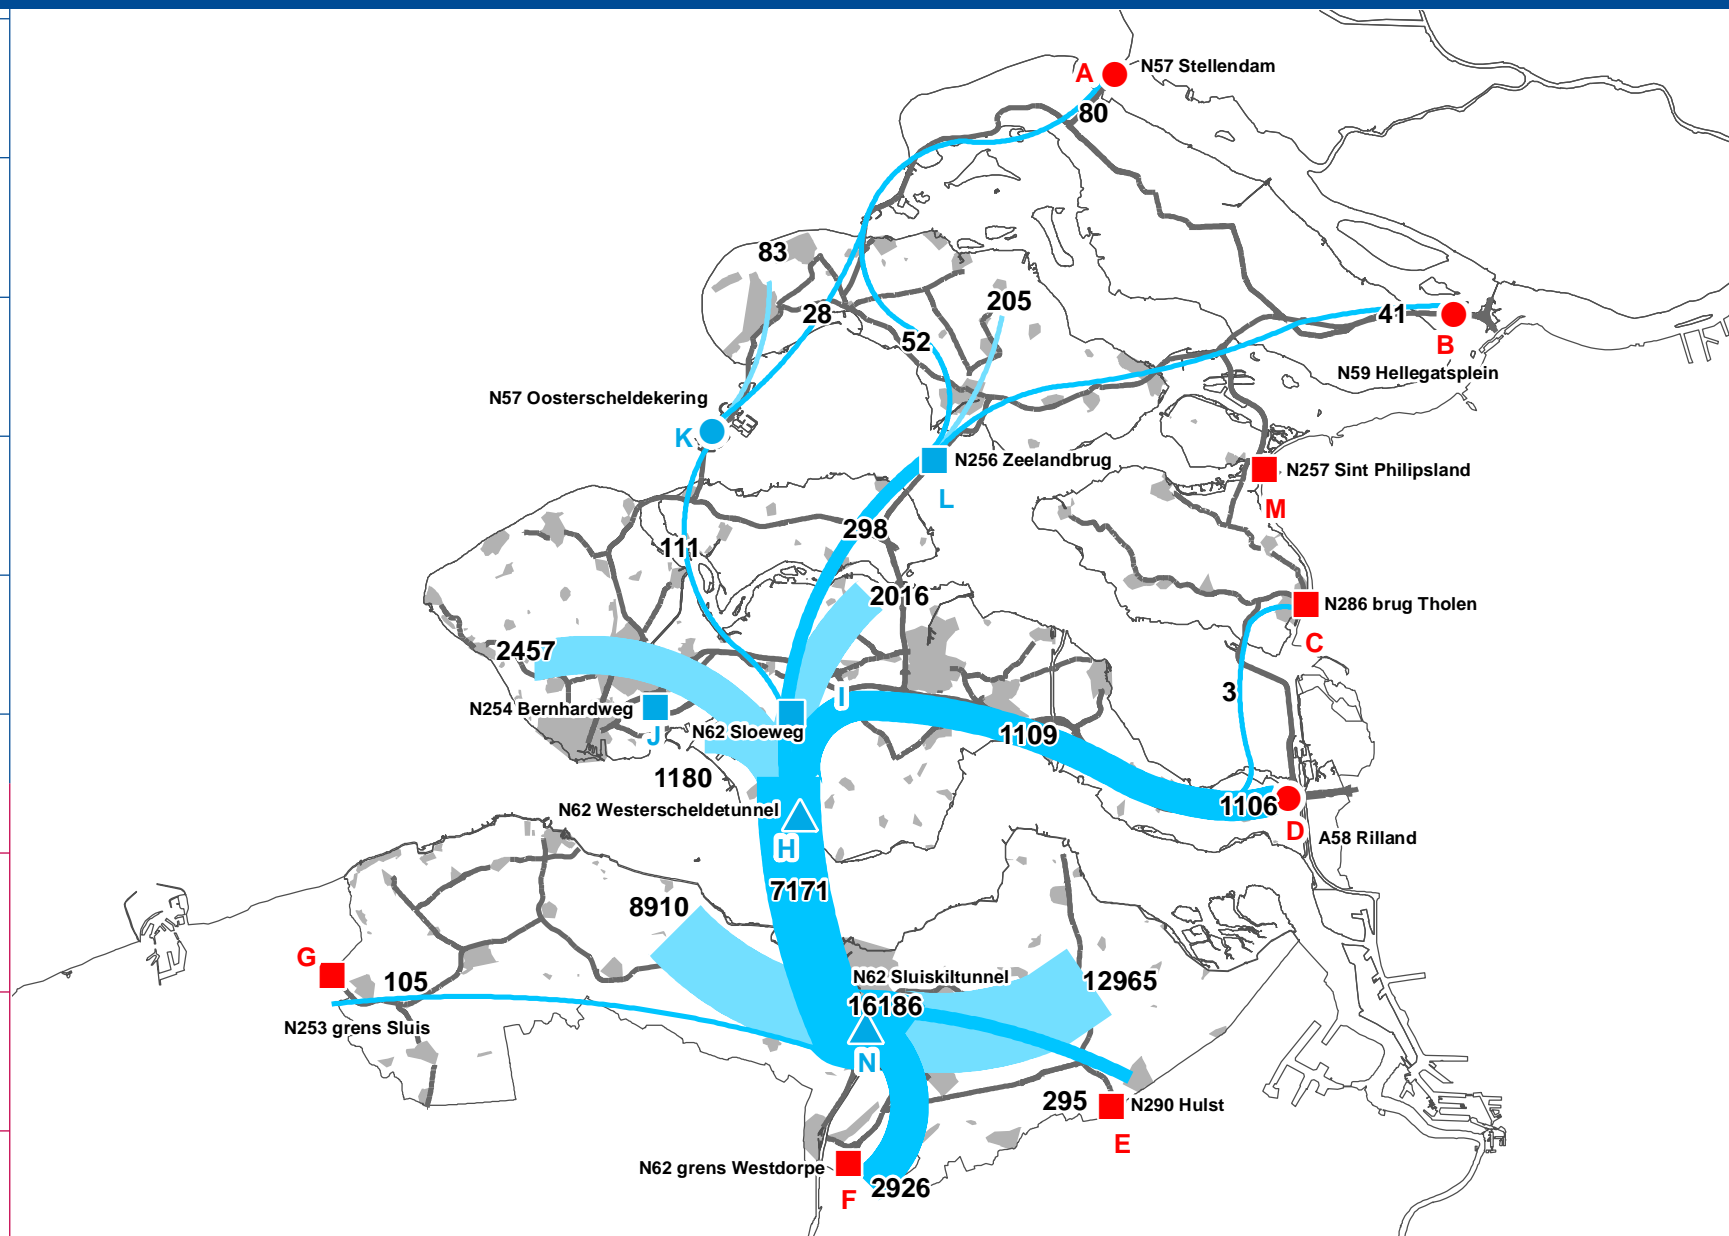 A
N57 Stellendam
80
83
205
28
41
52
B
N59 Hellegatsplein
N57 Oosterscheldekering
K
N256 Zeelandbrug
N257 Sint Philipsland
L
M
298
111
2016
N286 brug Tholen
C
2457
3
I
N254 Bernhardweg
J
N62 Sloeweg
1109
1180
N62 Westerscheldetunnel
1106
D
A58 Rilland
H
7171
8910
G
N62 Sluiskiltunnel
105
12965
16186
N253 grens Sluis
N
295
N290 Hulst
E
N62 grens Westdorpe
F
2926